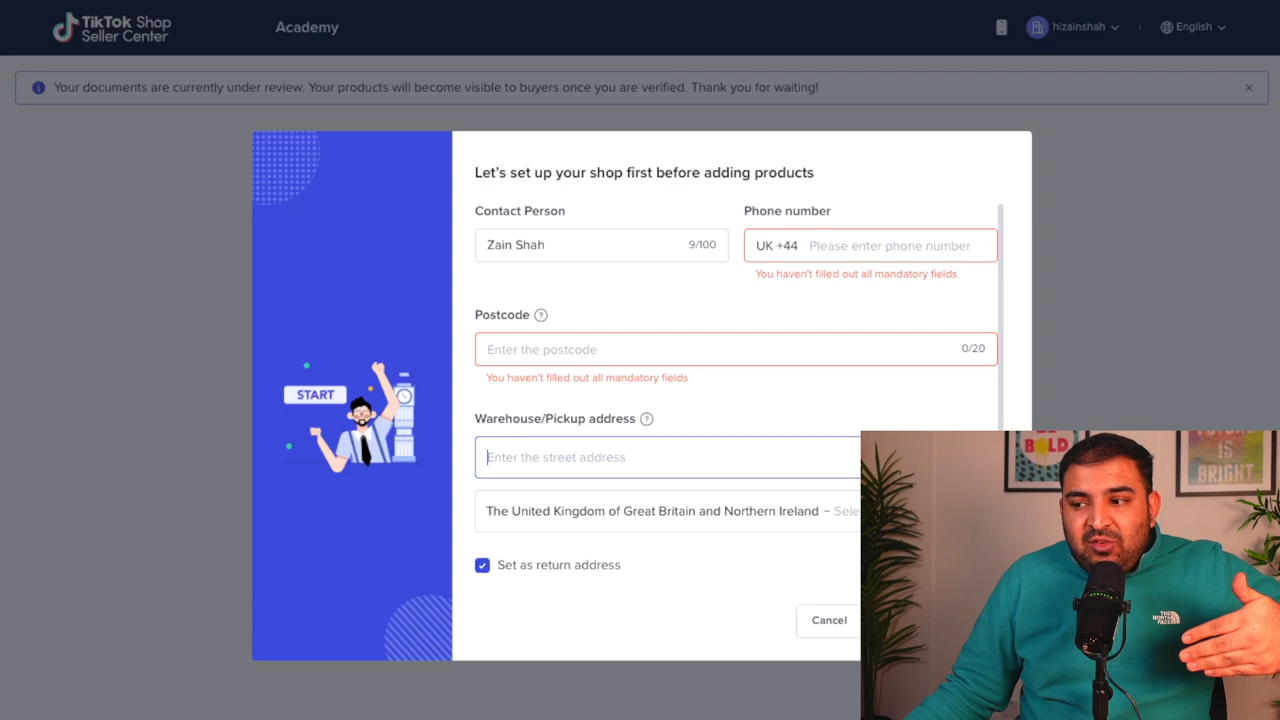 TikTok Shop
Seller Center
Academy
hizainshah
English
Your documents are currently under review. Your products will become visible to buyers once you are verified. Thank you for waiting!
Let's set up your shop first before adding products
Contact Person
Phone number
Zain Shah
9/100
UK +44
Please enter phone number
You haven't filled out all mandatory fields
Postcode
Enter the postcode
0/20
You haven't filled out all mandatory fields
START
Warehouse/Pickup address
Enter the street address
The United Kingdom of Great Britain and Northern Ireland – Sele
Set as return address
Cancel
BOLD
IS
BRIGHT
THE
NORTH
FACE